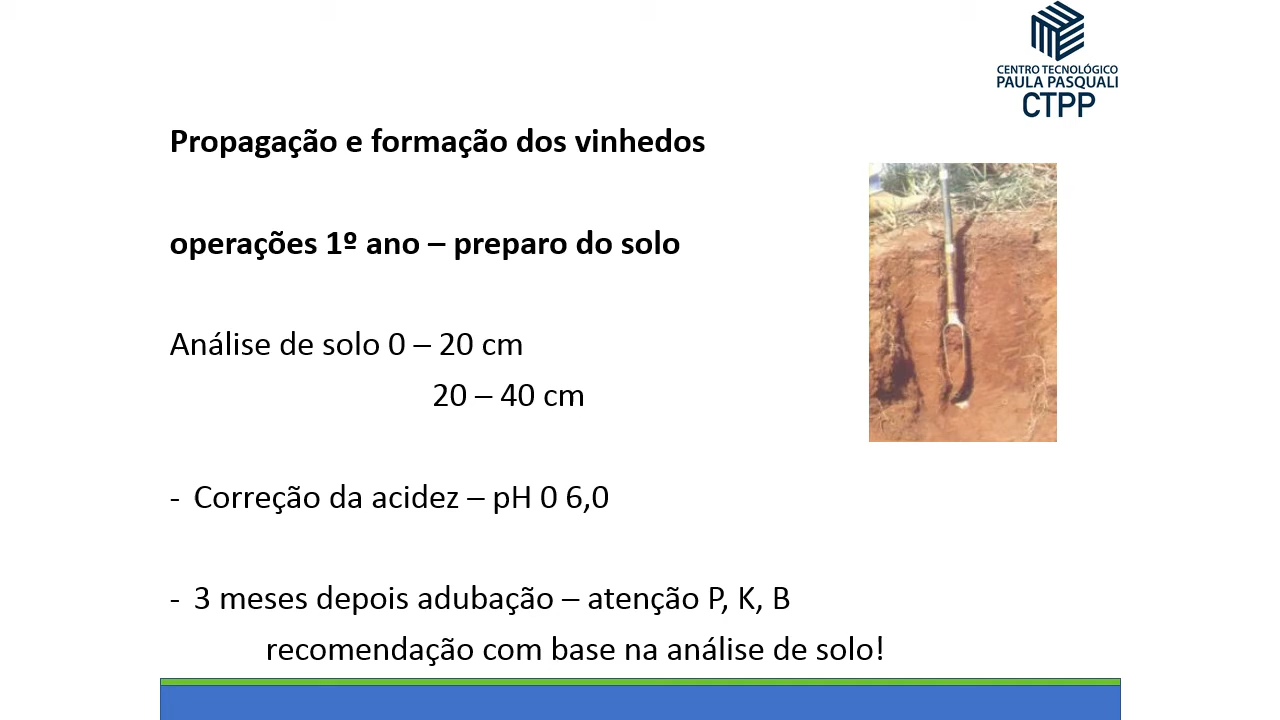 CENTRO TECNOLÓGICO
PAULA PASQUALI
CTPP
Propagação e formação dos vinhedos
operações 1º ano – preparo do solo
Análise de solo 0 – 20 cm
20 – 40 cm
- Correção da acidez – pH 0 6,0
- 3 meses depois adubação – atenção P, K, B
recomendação com base na análise de solo!